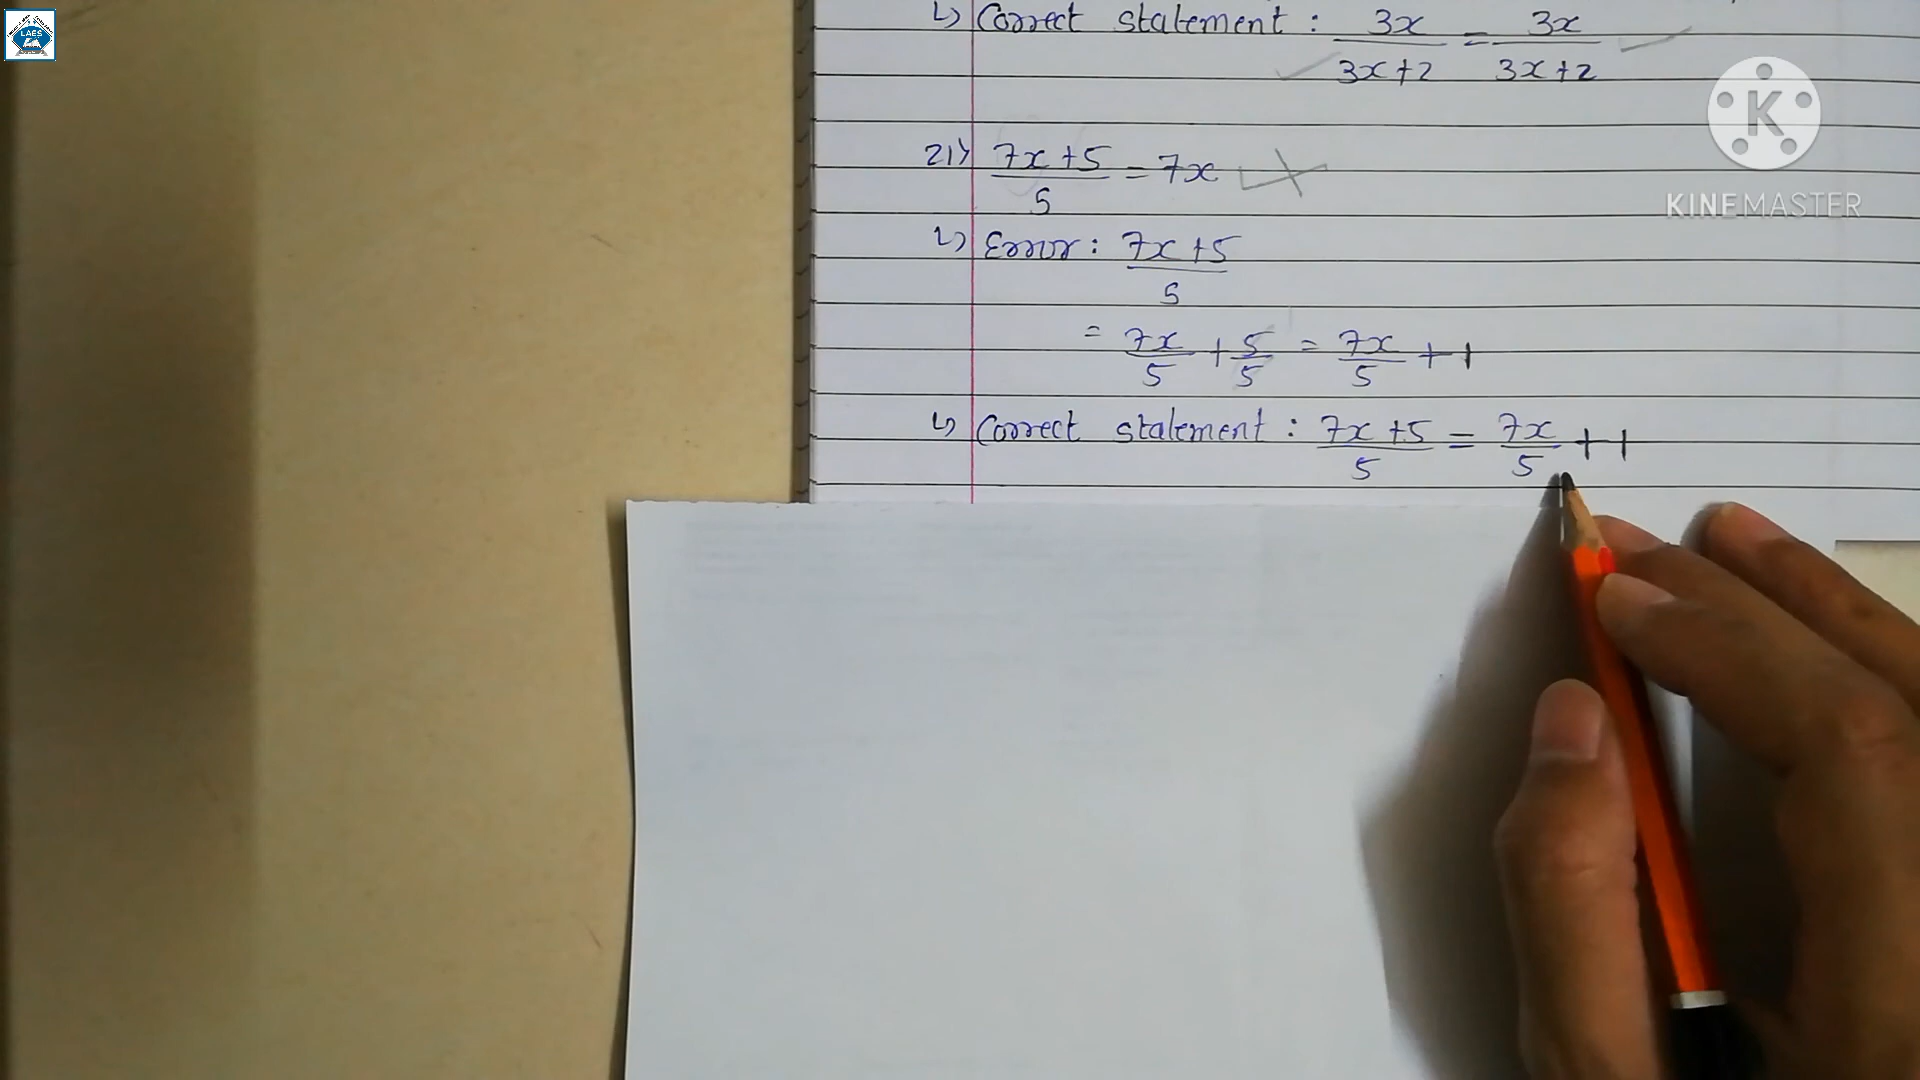 LAES
↳ Correct statement : 3x/3x+2 = 3x/3x+2 ✓
K
KINEMASTER
21) 7x+5/5 = 7x ✗
↳ Error : 7x+5/5
= 7x/5 + 5/5 = 7x/5 + 1
↳ Correct statement : 7x+5/5 = 7x/5 + 1